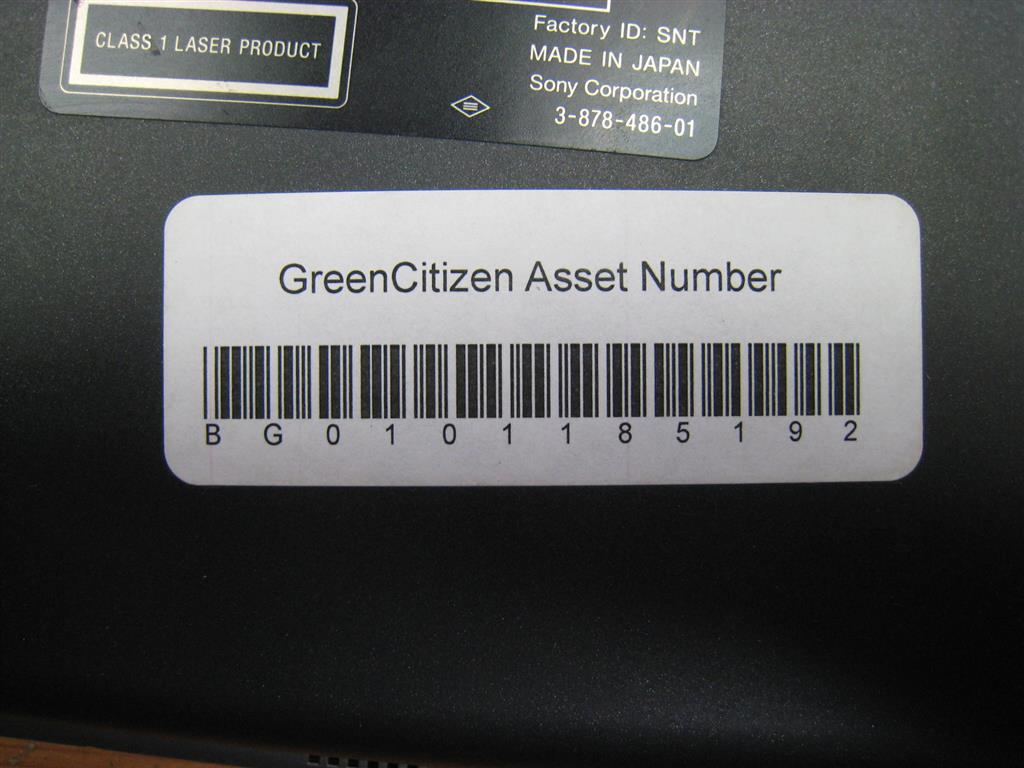 CLASS 1 LASER PRODUCT
Factory ID: SNT
MADE IN JAPAN
Sony Corporation
3-878-486-01
GreenCitizen Asset Number
BG0101185192